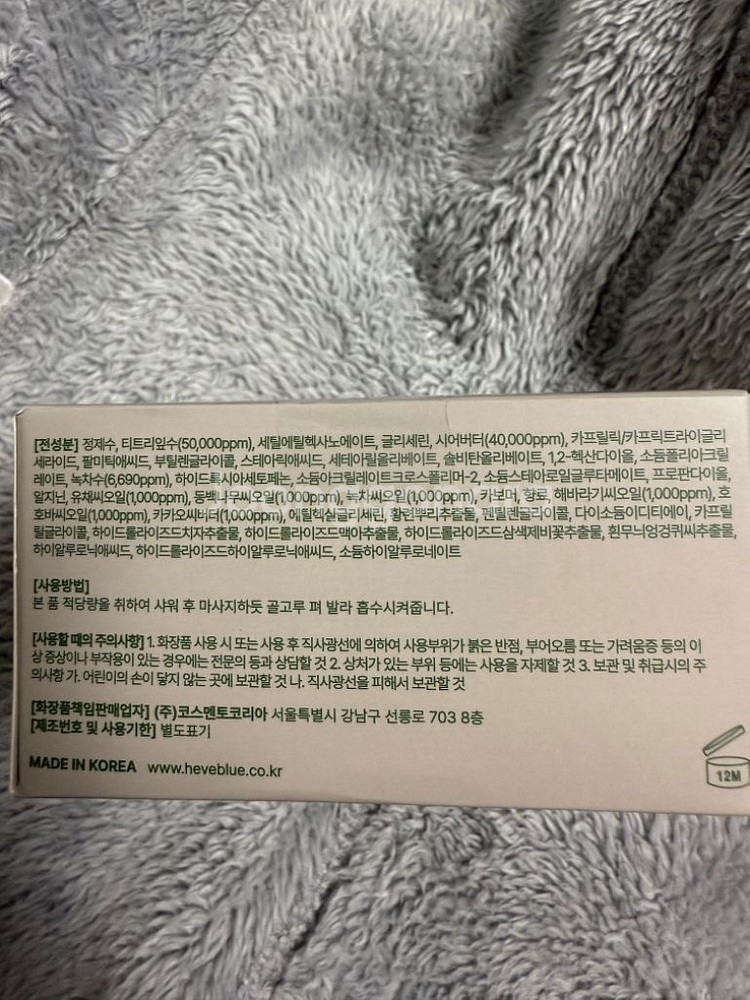 [전성분] 정제수, 티트리잎수(50,000ppm), 세틸에틸헥사노에이트, 글리세린, 시어버터(40,000ppm), 카프릴릭/카프릭트라이글리
세라이드, 팔미틱애씨드, 부틸렌글라이콜, 스테아릭애씨드, 세테아릴올리베이트, 솔비탄올리베이트, 1,2-헥산다이올, 소듐폴리아크릴
레이트, 녹차수(6,690ppm), 하이드록시아세토페논, 소듐아크릴레이트크로스폴리머-2, 소듐스테아로일글루타메이트, 프로판다이올,
알지닌, 유채씨오일(1,000ppm), 동백나무씨오일(1,000ppm), 녹차씨오일(1,000ppm), 카보머, 향료, 해바라기씨오일(1,000ppm), 호
호바씨오일(1,000ppm), 카카오씨버터(1,000ppm), 에틸헥실글리세린, 황련뿌리추출물, 펜틸렌글라이콜, 다이소듐이디티에이, 카프릴
릴글라이콜, 하이드롤라이즈드치자추출물, 하이드롤라이즈드맥아추출물, 하이드롤라이즈드삼색제비꽃추출물, 흰무늬엉겅퀴씨추출물,
하이알루로닉애씨드, 하이드롤라이즈드하이알루로닉애씨드, 소듐하이알루로네이트
[사용방법]
본 품 적당량을 취하여 샤워 후 마사지하듯 골고루 펴 발라 흡수시켜줍니다.
[사용할 때의 주의사항] 1. 화장품 사용 시 또는 사용 후 직사광선에 의하여 사용부위가 붉은 반점, 부어오름 또는 가려움증 등의 이
상 증상이나 부작용이 있는 경우에는 전문의 등과 상담할 것 2. 상처가 있는 부위 등에는 사용을 자제할 것 3. 보관 및 취급시의 주
의사항 가. 어린이의 손이 닿지 않는 곳에 보관할 것 나. 직사광선을 피해서 보관할 것
[화장품책임판매업자] (주)코스멘토코리아 서울특별시 강남구 선릉로 703 8층
[제조번호 및 사용기한] 별도표기
MADE IN KOREA www.heveblue.co.kr
12M